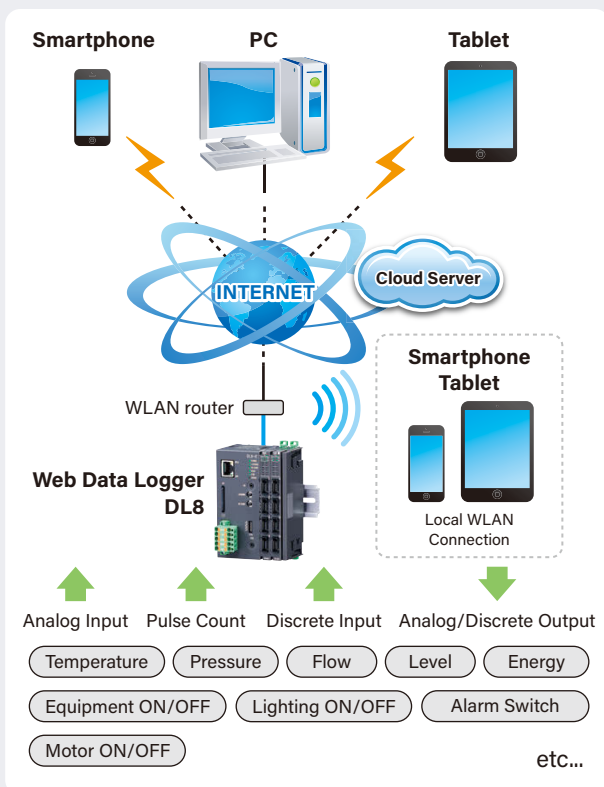 Smartphone
PC
Tablet
INTERNET
Cloud Server
WLAN router
Smartphone
Tablet
Local WLAN
Connection
Web Data Logger
DL8
Analog Input
Pulse Count
Discrete Input
Analog/Discrete Output
Temperature
Pressure
Flow
Level
Energy
Equipment ON/OFF
Lighting ON/OFF
Alarm Switch
Motor ON/OFF
etc...